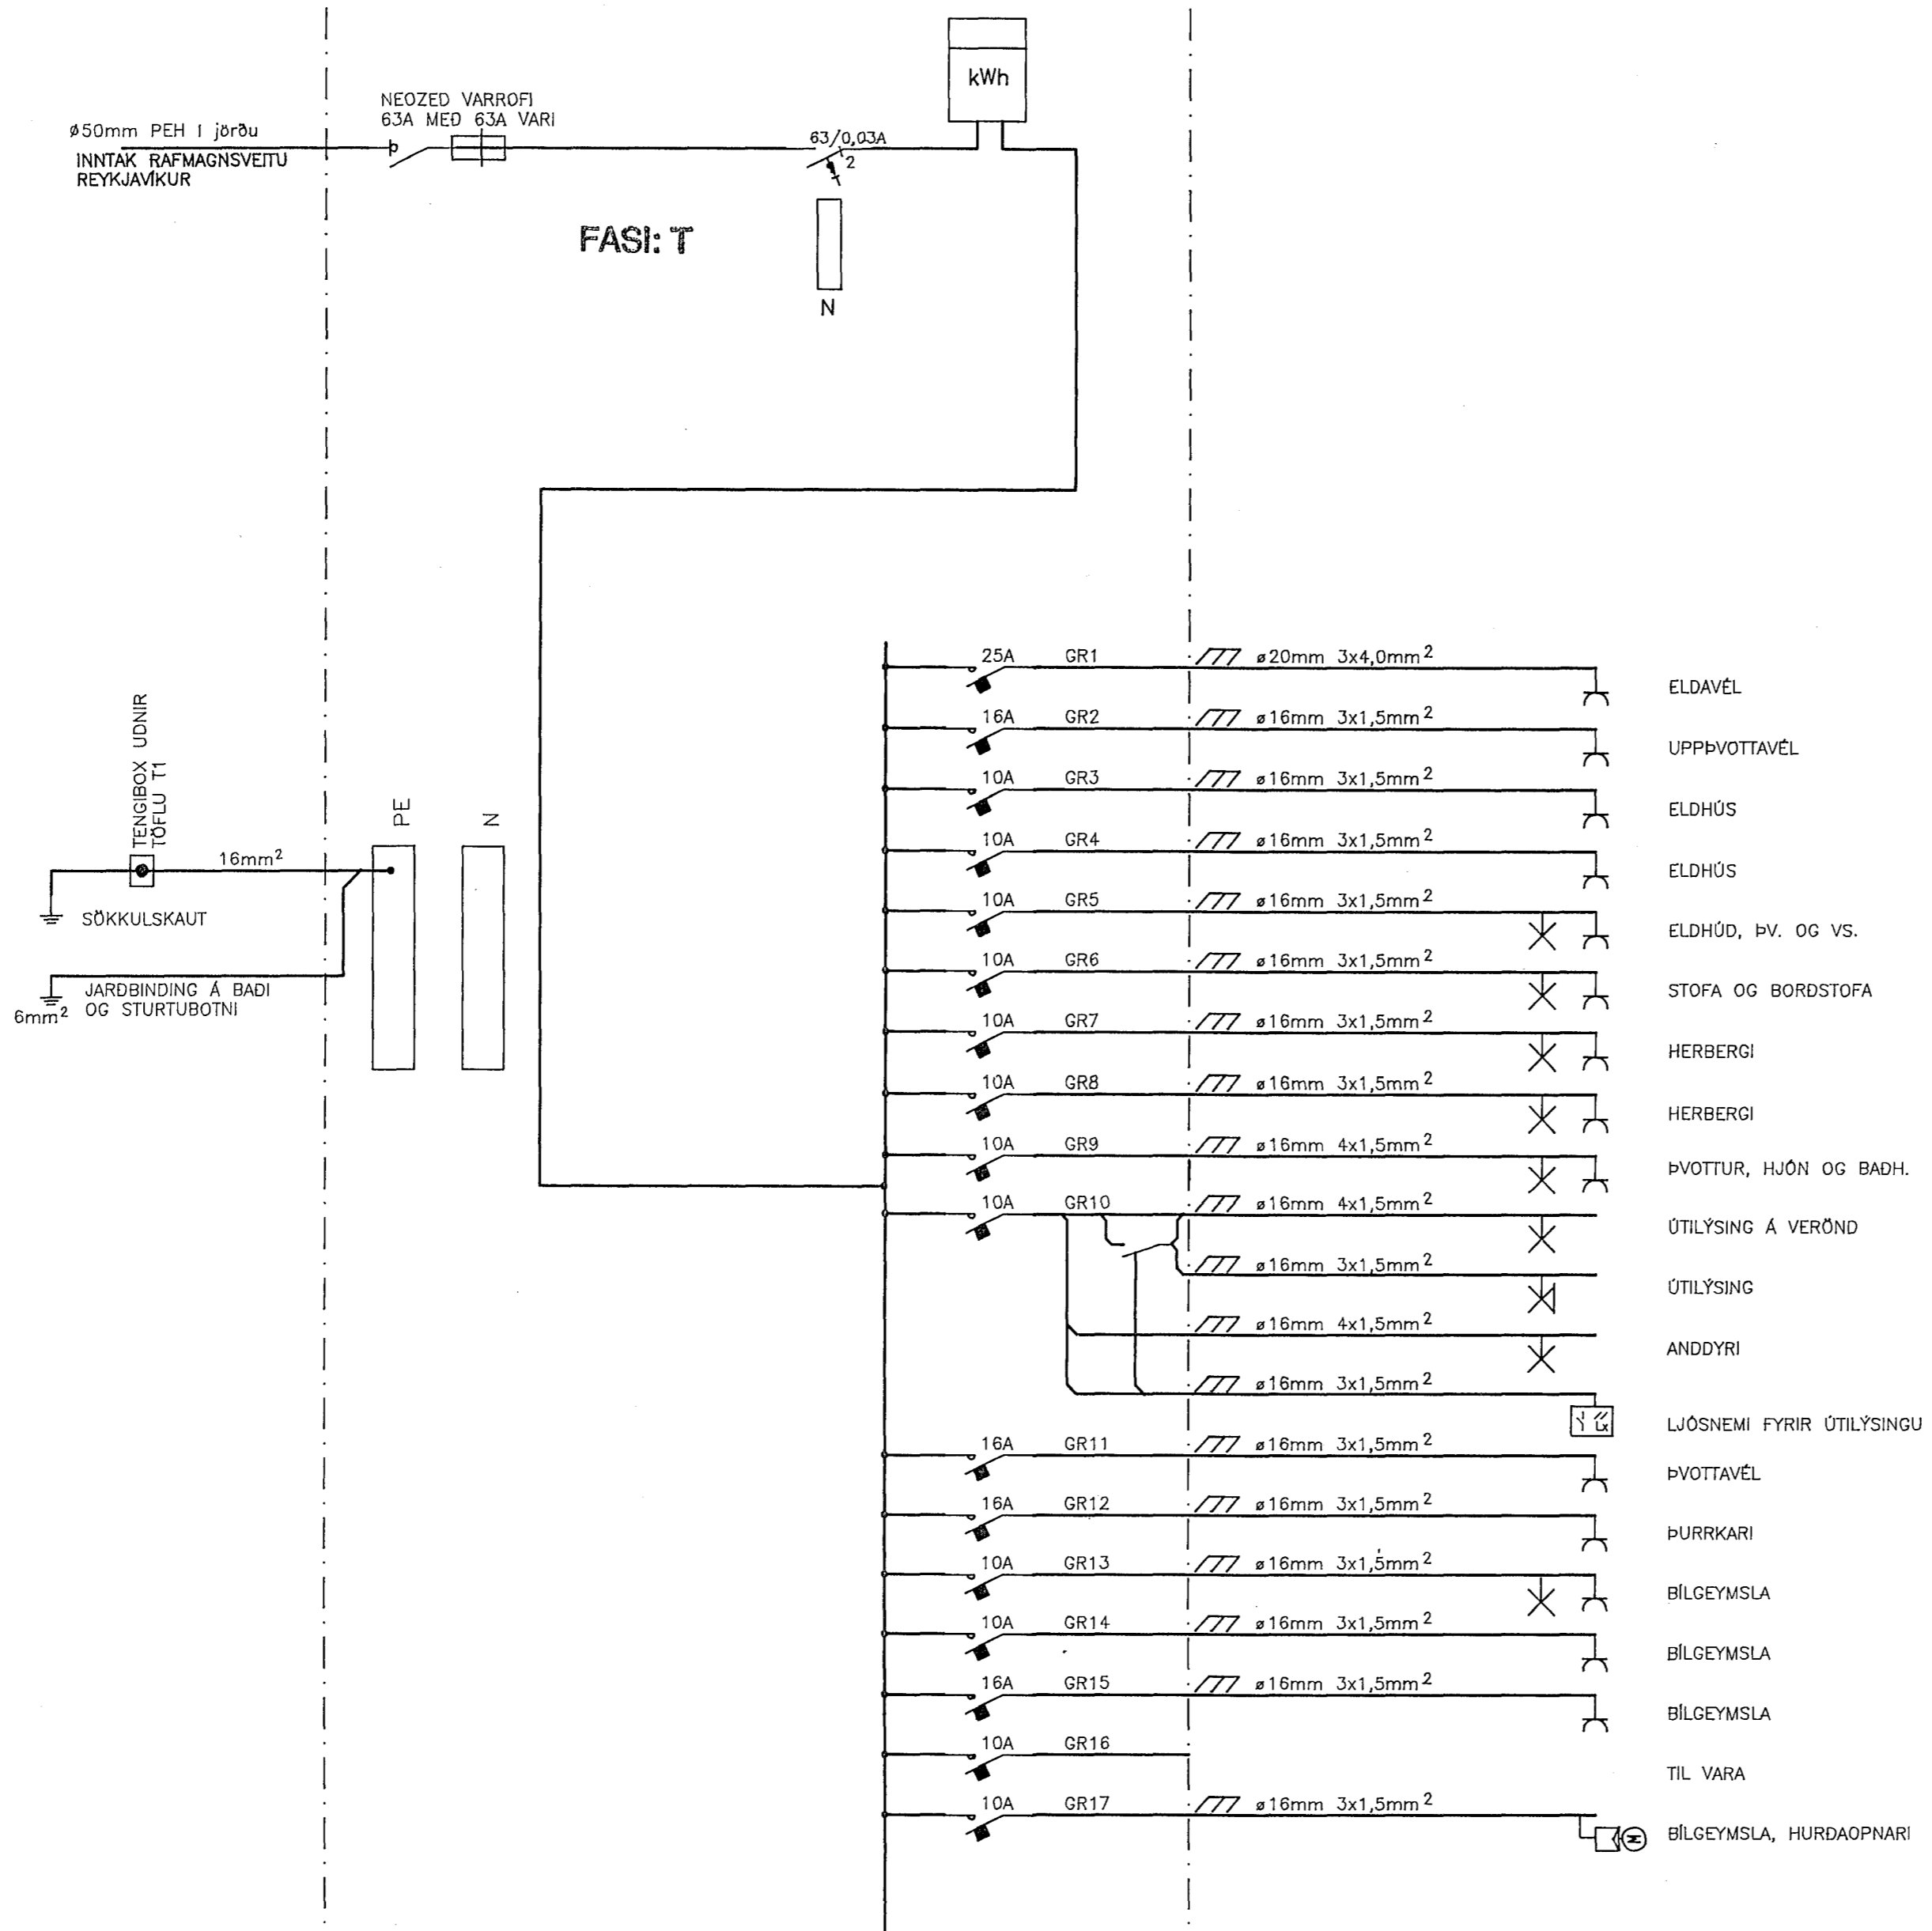 kWh
NEOZED VARROFI
63A MEÐ 63A VARI
ø50mm PEH Í jörðu
INNTAK RAFMAGNSVEITU
REYKJAVÍKUR
63/0,03A
2
FASI: T
N
25A GR1 ø20mm 3x4,0mm²
ELDAVÉL
16A GR2 ø16mm 3x1,5mm²
UPPÞVOTTAVÉL
10A GR3 ø16mm 3x1,5mm²
ELDHÚS
10A GR4 ø16mm 3x1,5mm²
ELDHÚS
10A GR5 ø16mm 3x1,5mm²
ELDHÚD, ÞV. OG VS.
10A GR6 ø16mm 3x1,5mm²
STOFA OG BORÐSTOFA
10A GR7 ø16mm 3x1,5mm²
HERBERGI
10A GR8 ø16mm 3x1,5mm²
HERBERGI
10A GR9 ø16mm 4x1,5mm²
ÞVOTTUR, HJÓN OG BAÐH.
10A GR10 ø16mm 4x1,5mm²
ÚTILÝSING Á VERÖND
ø16mm 3x1,5mm²
ÚTILÝSING
ø16mm 4x1,5mm²
ANDDYRI
ø16mm 3x1,5mm²
Lx
LJÓSNEMI FYRIR ÚTILÝSINGU
16A GR11 ø16mm 3x1,5mm²
ÞVOTTAVÉL
16A GR12 ø16mm 3x1,5mm²
ÞURRKARI
10A GR13 ø16mm 3x1,5mm²
BÍLGEYMSLA
10A GR14 ø16mm 3x1,5mm²
BÍLGEYMSLA
16A GR15 ø16mm 3x1,5mm²
BÍLGEYMSLA
10A GR16
TIL VARA
10A GR17 ø16mm 3x1,5mm²
M
BÍLGEYMSLA, HURÐAOPNARI
TENGIBOX UDNIR
TÖFLU T1
PE
N
16mm²
SÖKKULSKAUT
JARÐBINDING Á BAÐI
OG STURTUBOTNI
6mm²